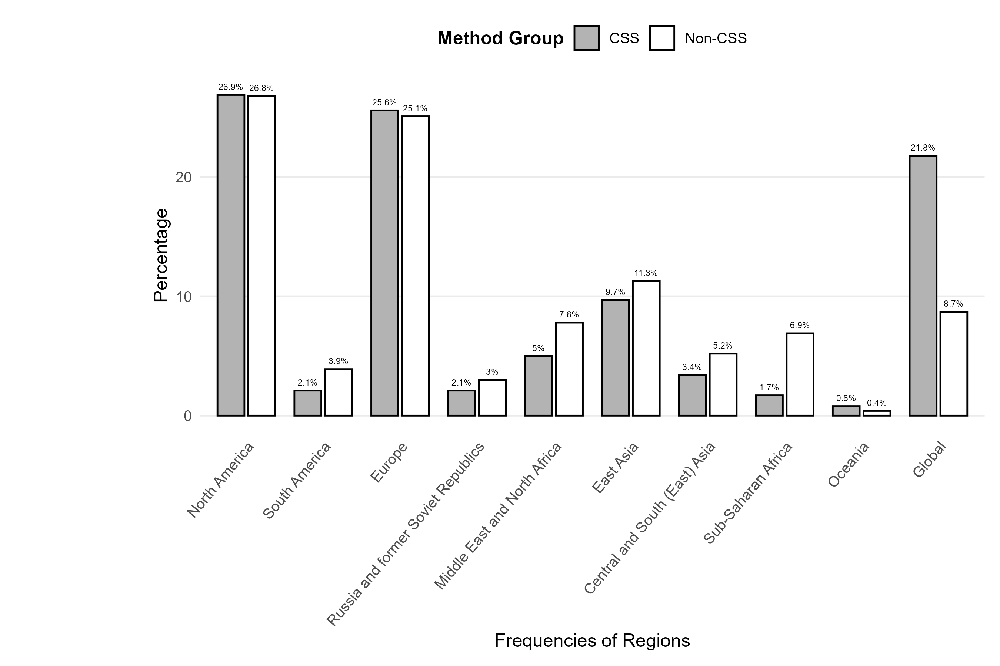 Method Group CSS Non-CSS
26.9% 26.8%
25.6% 25.1%
21.8%
20
Percentage
11.3%
10
9.7%
8.7%
7.8%
6.9%
5%
5.2%
3.9%
3.4%
2.1%
2.1%
3%
1.7%
0.8% 0.4%
0
North America
South America
Europe
Russia and former Soviet Republics
Middle East and North Africa
East Asia
Central and South (East) Asia
Sub-Saharan Africa
Oceania
Global
Frequencies of Regions